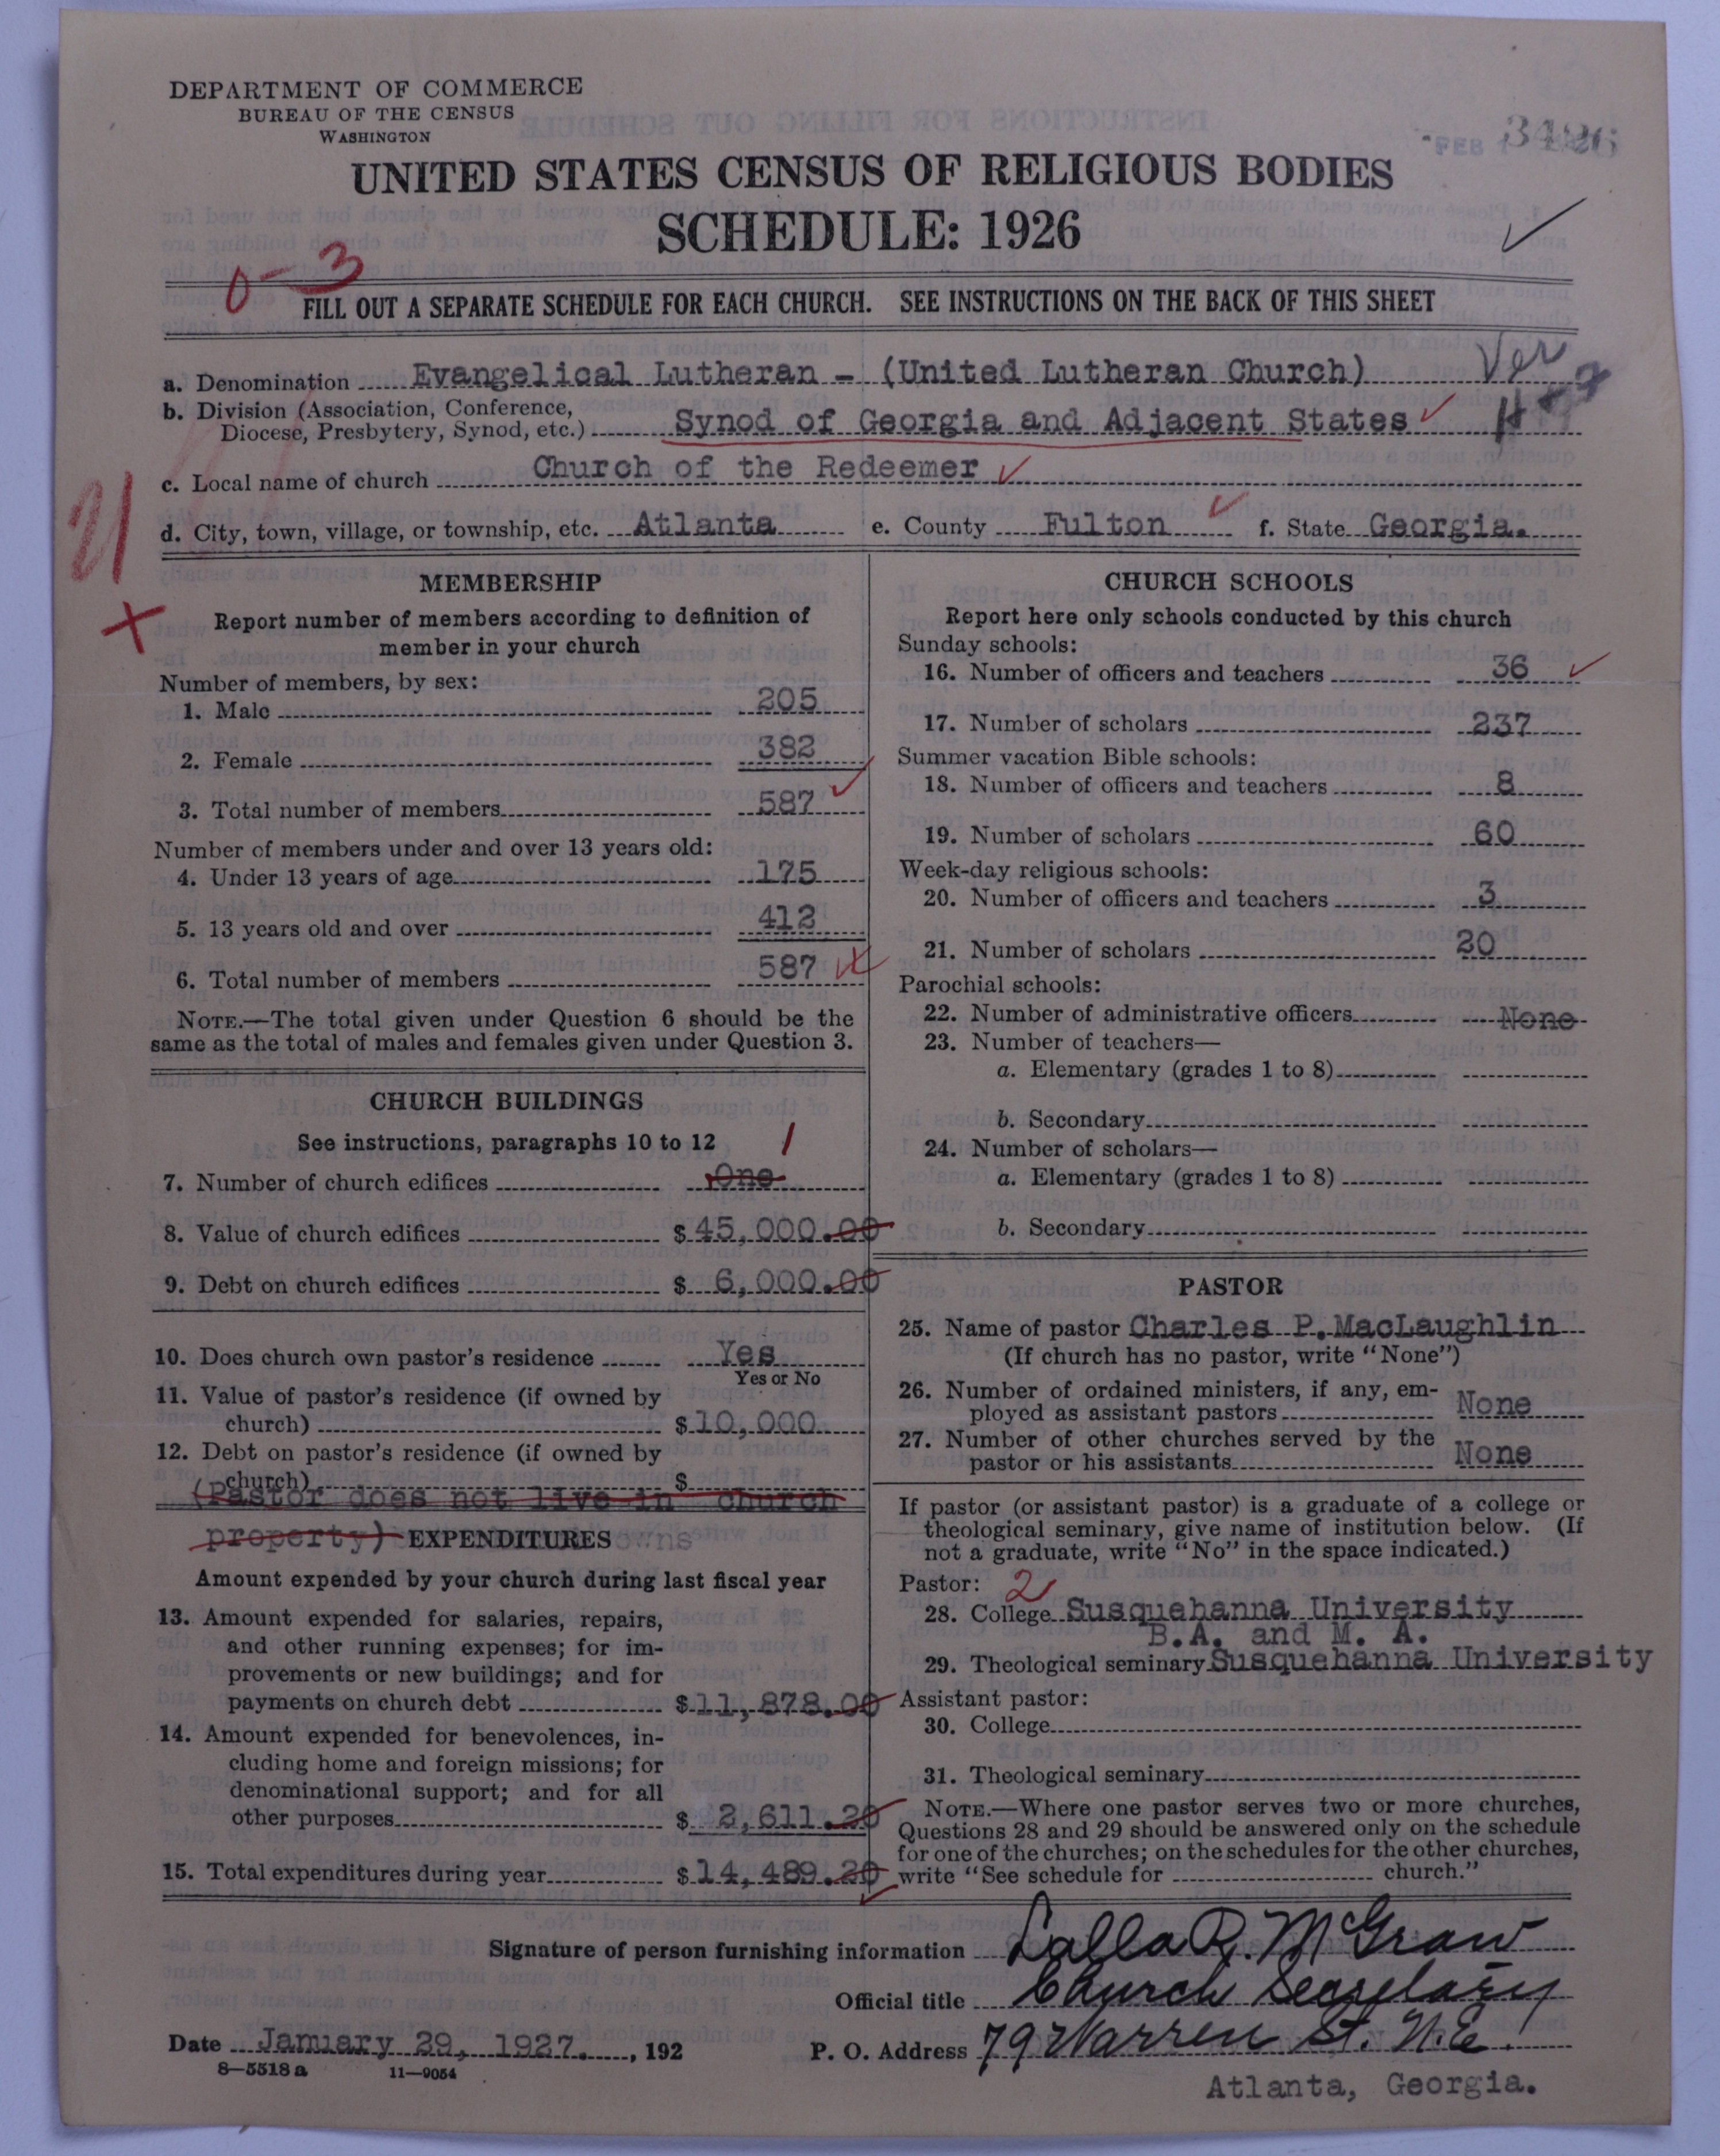 DEPARTMENT OF COMMERCE
BUREAU OF THE CENSUS
WASHINGTON
FEB 3426
UNITED STATES CENSUS OF RELIGIOUS BODIES
SCHEDULE: 1926
0-3
FILL OUT A SEPARATE SCHEDULE FOR EACH CHURCH. SEE INSTRUCTIONS ON THE BACK OF THIS SHEET
a. Denomination Evangelical Lutheran - (United Lutheran Church) Ver
b. Division (Association, Conference, Diocese, Presbytery, Synod, etc.) Synod of Georgia and Adjacent States
c. Local name of church Church of the Redeemer
21
d. City, town, village, or township, etc. Atlanta e. County Fulton f. State Georgia.
MEMBERSHIP
Report number of members according to definition of
member in your church
Number of members, by sex:
1. Male 205
2. Female 382
3. Total number of members 587
Number of members under and over 13 years old:
4. Under 13 years of age 175
5. 13 years old and over 412
6. Total number of members 587
NOTE.—The total given under Question 6 should be the
same as the total of males and females given under Question 3.
CHURCH BUILDINGS
See instructions, paragraphs 10 to 12 1
7. Number of church edifices One
8. Value of church edifices $45,000.00
9. Debt on church edifices $ 6,000.00
10. Does church own pastor's residence Yes
Yes or No
11. Value of pastor's residence (if owned by
church) $10,000
12. Debt on pastor's residence (if owned by
church) $
(Pastor does not live in church
property) EXPENDITURES owns
Amount expended by your church during last fiscal year
13. Amount expended for salaries, repairs,
and other running expenses; for im-
provements or new buildings; and for
payments on church debt $11,878.00
14. Amount expended for benevolences, in-
cluding home and foreign missions; for
denominational support; and for all
other purposes $ 2,611.20
15. Total expenditures during year $14,489.20
CHURCH SCHOOLS
Report here only schools conducted by this church
Sunday schools:
16. Number of officers and teachers 36
17. Number of scholars 237
Summer vacation Bible schools:
18. Number of officers and teachers 8
19. Number of scholars 60
Week-day religious schools:
20. Number of officers and teachers 3
21. Number of scholars 20
Parochial schools:
22. Number of administrative officers None
23. Number of teachers—
a. Elementary (grades 1 to 8)
b. Secondary
24. Number of scholars—
a. Elementary (grades 1 to 8)
b. Secondary
PASTOR
25. Name of pastor Charles P. MacLaughlin
(If church has no pastor, write "None")
26. Number of ordained ministers, if any, em-
ployed as assistant pastors None
27. Number of other churches served by the
pastor or his assistants None
If pastor (or assistant pastor) is a graduate of a college or
theological seminary, give name of institution below. (If
not a graduate, write "No" in the space indicated.)
Pastor: 2
28. College Susquehanna University
B.A. and M. A.
29. Theological seminary Susquehanna University
Assistant pastor:
30. College
31. Theological seminary
NOTE.—Where one pastor serves two or more churches,
Questions 28 and 29 should be answered only on the schedule
for one of the churches; on the schedules for the other churches,
write "See schedule for church."
Signature of person furnishing information Lalla R. McGraw
Official title Church Secretary
Date January 29, 1927. , 192 P. O. Address 79 Warren St. N.E.
8—5518a 11—9054
Atlanta, Georgia.